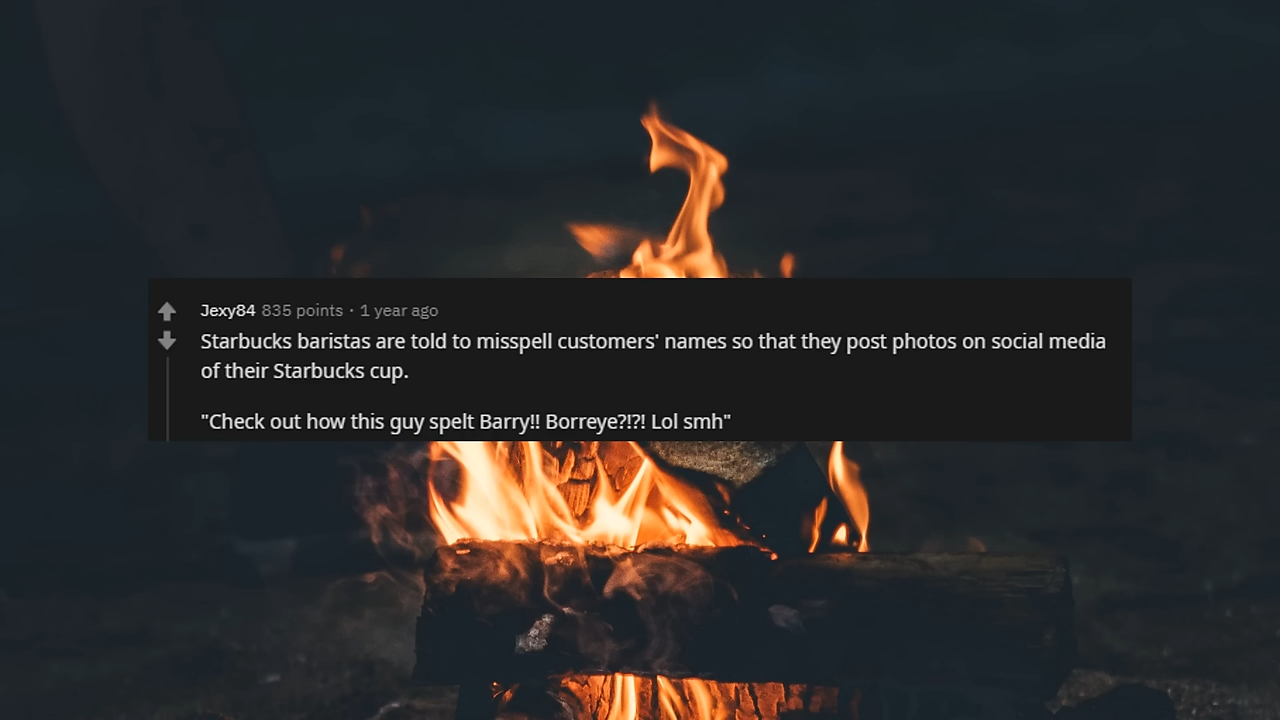 Jexy84 835 points · 1 year ago
Starbucks baristas are told to misspell customers' names so that they post photos on social media
of their Starbucks cup.
"Check out how this guy spelt Barry!! Borreye?!?! Lol smh"